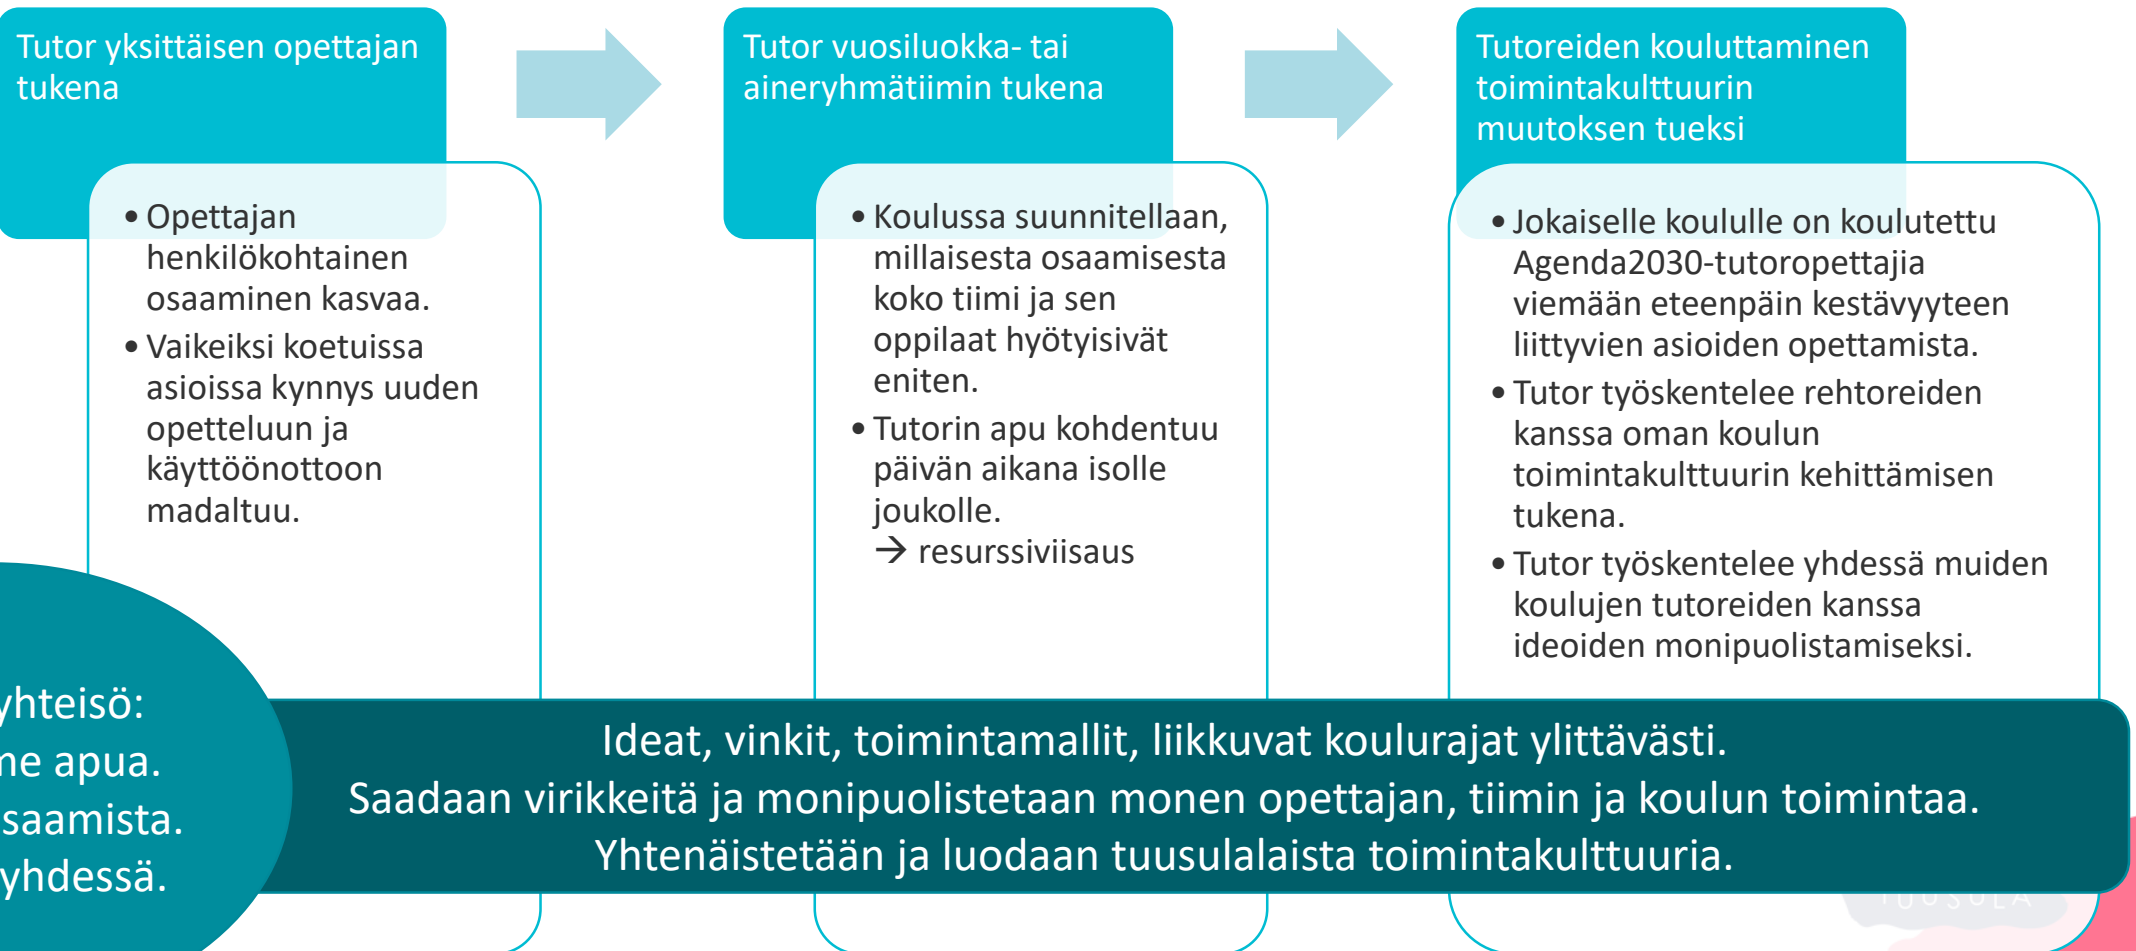 Tutor yksittäisen opettajan
tukena
• Opettajan
henkilökohtainen
osaaminen kasvaa.
• Vaikeiksi koetuissa
asioissa kynnys uuden
opetteluun ja
käyttöönottoon
madaltuu.
Tutor vuosiluokka- tai
aineryhmätiimin tukena
• Koulussa suunnitellaan,
millaisesta osaamisesta
koko tiimi ja sen
oppilaat hyötyisivät
eniten.
• Tutorin apu kohdentuu
päivän aikana isolle
joukolle.
→ resurssiviisaus
Tutoreiden kouluttaminen
toimintakulttuurin
muutoksen tueksi
• Jokaiselle koululle on koulutettu
Agenda2030-tutoropettajia
viemään eteenpäin kestävyyteen
liittyvien asioiden opettamista.
• Tutor työskentelee rehtoreiden
kanssa oman koulun
toimintakulttuurin kehittämisen
tukena.
• Tutor työskentelee yhdessä muiden
koulujen tutoreiden kanssa
ideoiden monipuolistamiseksi.
yhteisö:
apua.
yhdessä.
Ideat, vinkit, toimintamallit, liikkuvat koulurajat ylittävästi.
Saadaan virikkeitä ja monipuolistetaan monen opettajan, tiimin ja koulun toimintaa.
Yhtenäistetään ja luodaan tuusulalaista toimintakulttuuria.
TUUSULA